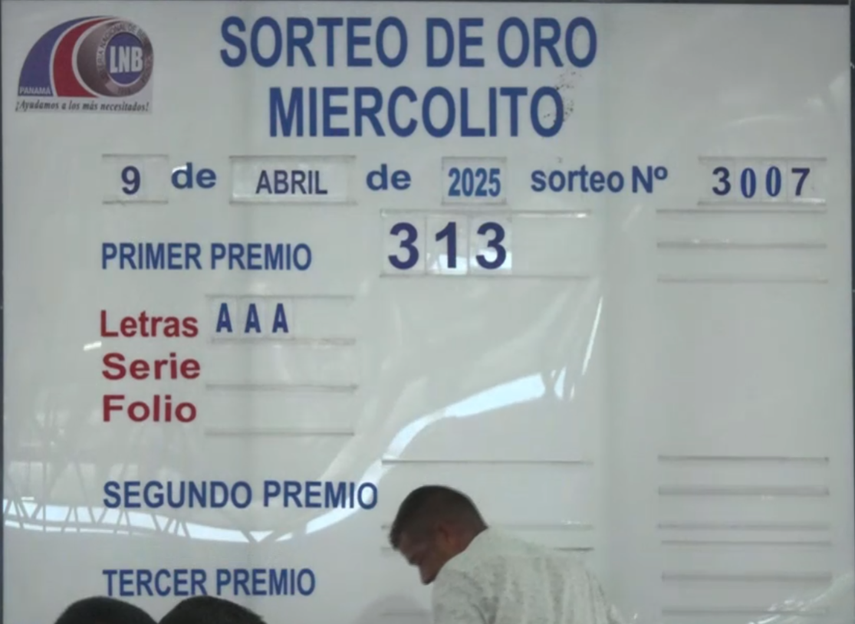 SORTEO DE ORO
MIERCOLITO
LNB
PANAMÁ
¡Ayudamos a los más necesitados!
9 de ABRIL de 2025 sorteo Nº 3007
PRIMER PREMIO 313
Letras AAA
Serie
Folio
SEGUNDO PREMIO
TERCER PREMIO